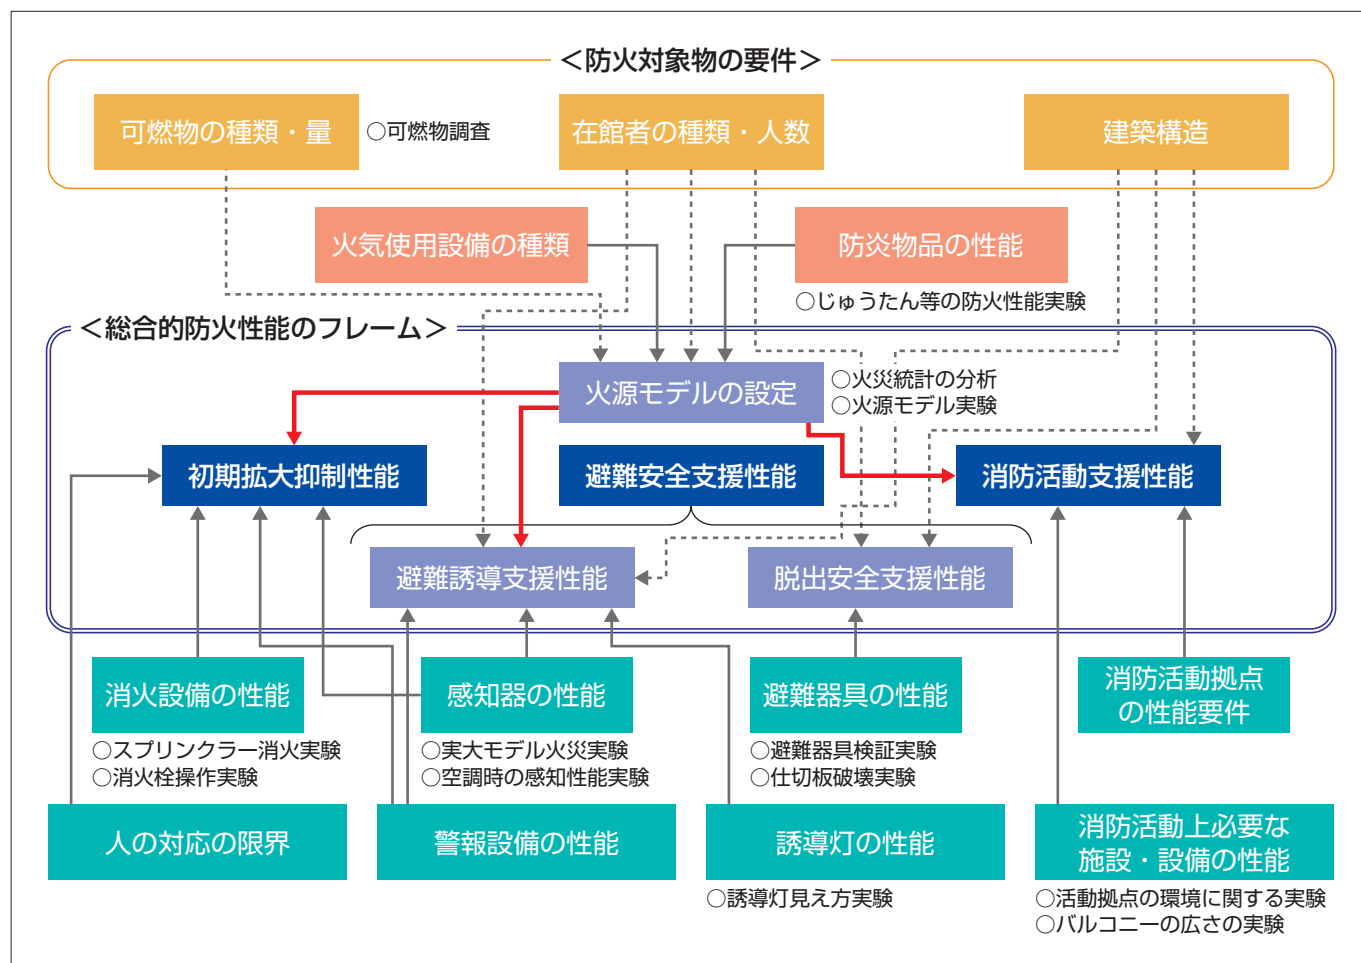 ＜防火対象物の要件＞
可燃物の種類・量
○可燃物調査
在館者の種類・人数
建築構造
火気使用設備の種類
防炎物品の性能
○じゅうたん等の防火性能実験
＜総合的防火性能のフレーム＞
火源モデルの設定
○火災統計の分析
○火源モデル実験
初期拡大抑制性能
避難安全支援性能
消防活動支援性能
避難誘導支援性能
脱出安全支援性能
消火設備の性能
○スプリンクラー消火実験
○消火栓操作実験
感知器の性能
○実大モデル火災実験
○空調時の感知性能実験
避難器具の性能
○避難器具検証実験
○仕切板破壊実験
消防活動拠点
の性能要件
人の対応の限界
警報設備の性能
誘導灯の性能
○誘導灯見え方実験
消防活動上必要な
施設・設備の性能
○活動拠点の環境に関する実験
○バルコニーの広さの実験